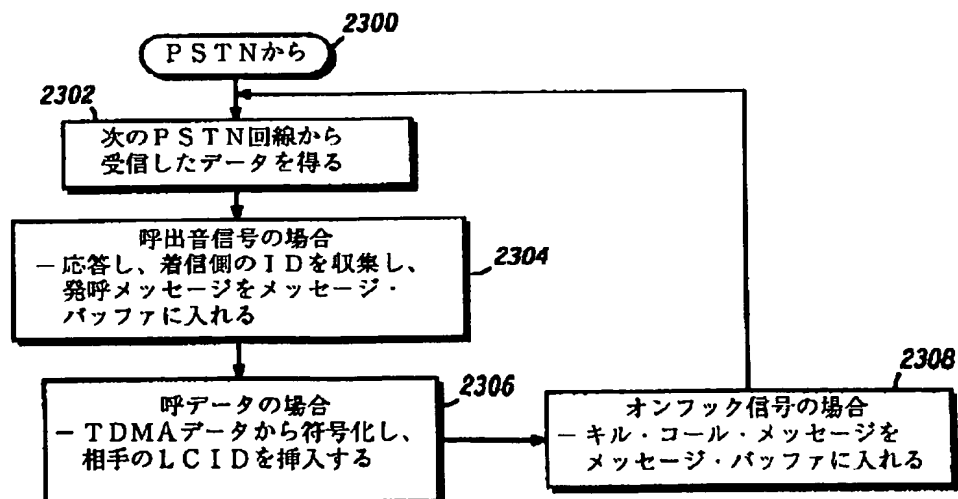 2300
PSTNから
2302
次のPSTN回線から
受信したデータを得る
呼出音信号の場合
－応答し、着信側のIDを収集し、
発呼メッセージをメッセージ・
バッファに入れる
2304
呼データの場合
－TDMAデータから符号化し、
相手のLCIDを挿入する
2306
オンフック信号の場合
－キル・コール・メッセージを
メッセージ・バッファに入れる
2308